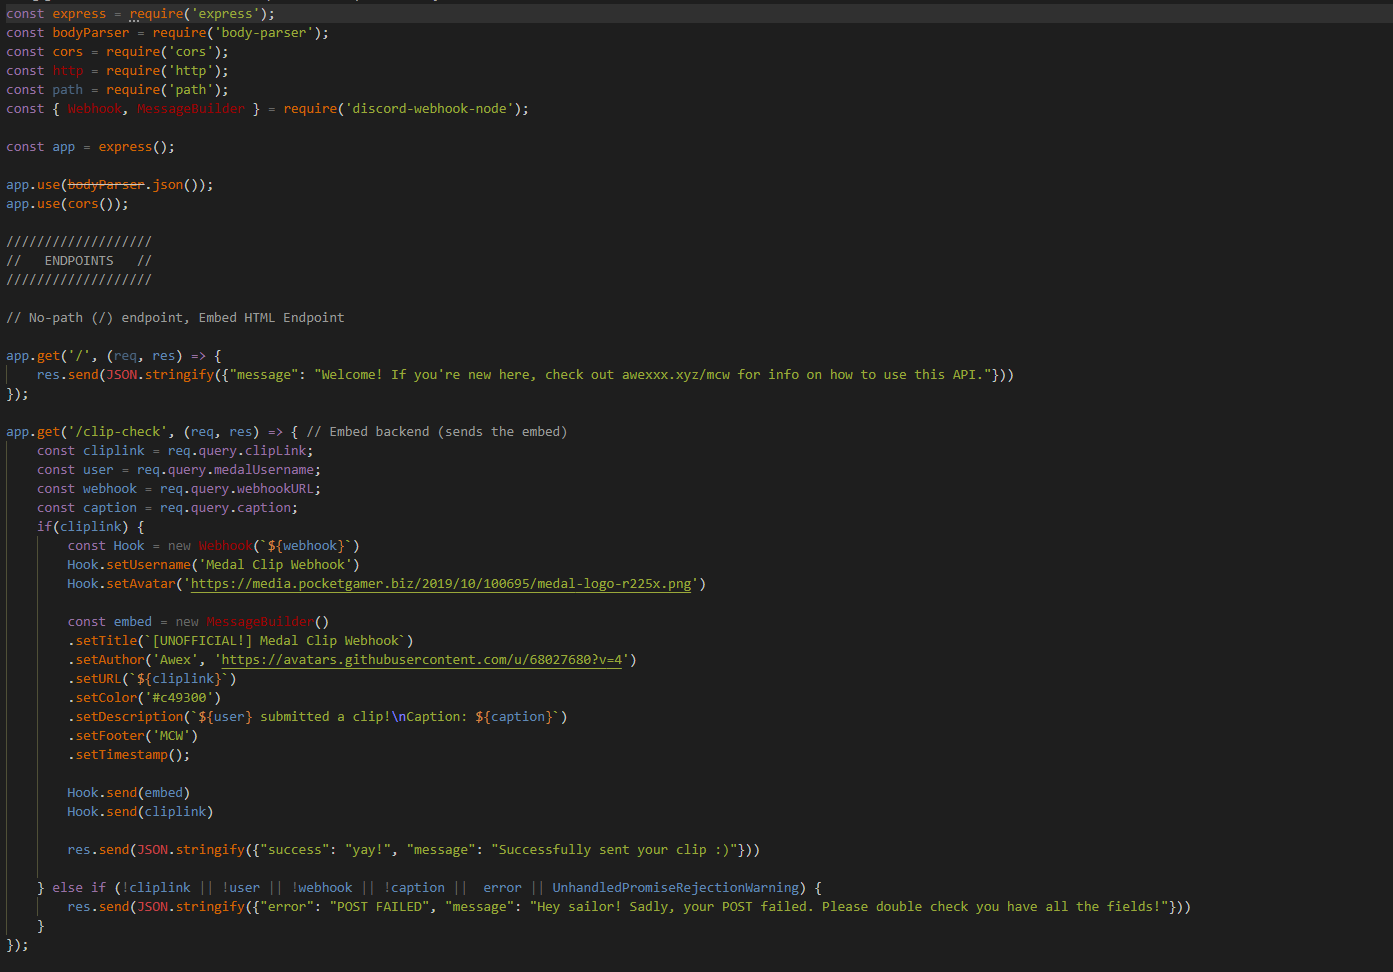 const express = require('express');
const bodyParser = require('body-parser');
const cors = require('cors');
const http = require('http');
const path = require('path');
const { Webhook, MessageBuilder } = require('discord-webhook-node');
const app = express();
app.use(bodyParser.json());
app.use(cors());
///////////////////
//   ENDPOINTS   //
///////////////////
// No-path (/) endpoint, Embed HTML Endpoint
app.get('/', (req, res) => {
    res.send(JSON.stringify({"message": "Welcome! If you're new here, check out awexxx.xyz/mcw for info on how to use this API."}))
});
app.get('/clip-check', (req, res) => { // Embed backend (sends the embed)
    const cliplink = req.query.clipLink;
    const user = req.query.medalUsername;
    const webhook = req.query.webhookURL;
    const caption = req.query.caption;
    if(cliplink) {
        const Hook = new Webhook(`${webhook}`)
        Hook.setUsername('Medal Clip Webhook')
        Hook.setAvatar('https://media.pocketgamer.biz/2019/10/100695/medal-logo-r225x.png')
        const embed = new MessageBuilder()
        .setTitle(`[UNOFFICIAL!] Medal Clip Webhook`)
        .setAuthor('Awex', 'https://avatars.githubusercontent.com/u/68027680?v=4')
        .setURL(`${cliplink}`)
        .setColor('#c49300')
        .setDescription(`${user} submitted a clip!\nCaption: ${caption}`)
        .setFooter('MCW')
        .setTimestamp();
        Hook.send(embed)
        Hook.send(cliplink)
        res.send(JSON.stringify({"success": "yay!", "message": "Successfully sent your clip :)"}))
    } else if (!cliplink || !user || !webhook || !caption ||  error || UnhandledPromiseRejectionWarning) {
        res.send(JSON.stringify({"error": "POST FAILED", "message": "Hey sailor! Sadly, your POST failed. Please double check you have all the fields!"}))
    }
});